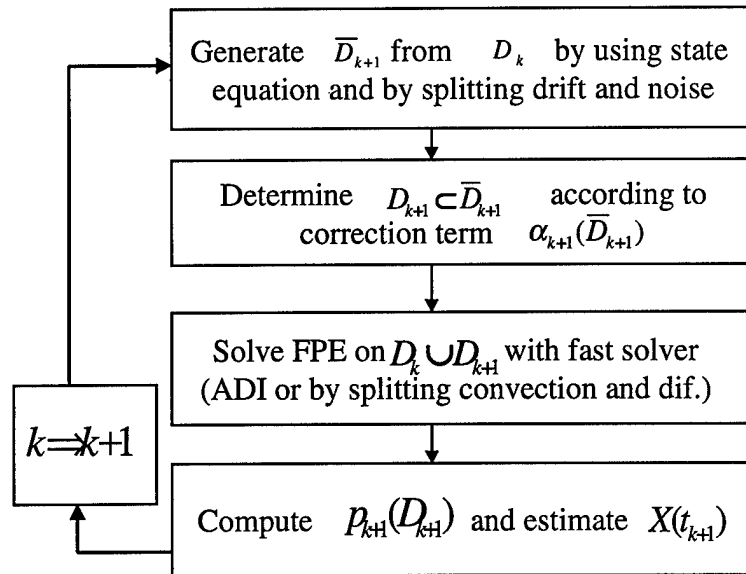 Generate D̅ₖ₊₁ from Dₖ by using state
equation and by splitting drift and noise
Determine Dₖ₊₁ ⊂ D̅ₖ₊₁ according to
correction term αₖ₊₁(D̅ₖ₊₁)
Solve FPE on Dₖ ∪ Dₖ₊₁ with fast solver
(ADI or by splitting convection and dif.)
k⇒k+1
Compute pₖ₊₁(Dₖ₊₁) and estimate X(tₖ₊₁)